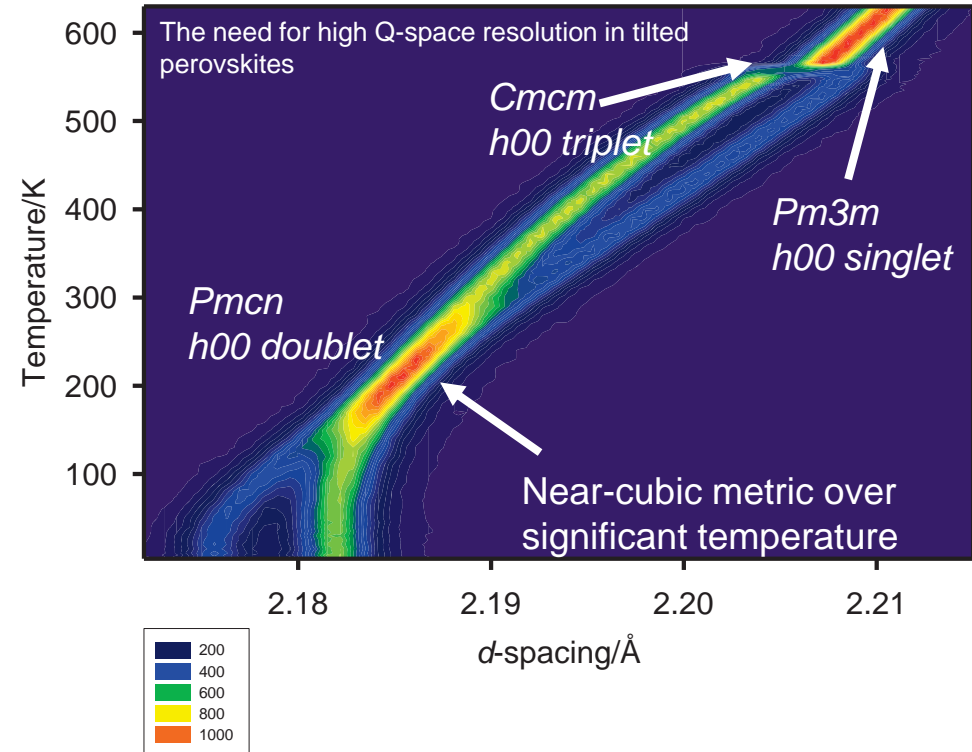 The need for high Q-space resolution in tilted
perovskites
Cmcm
h00 triplet
Pm3m
h00 singlet
Pmcn
h00 doublet
Near-cubic metric over
significant temperature
Temperature/K
600
500
400
300
200
100
2.18 2.19 2.20 2.21
d-spacing/Å
200
400
600
800
1000